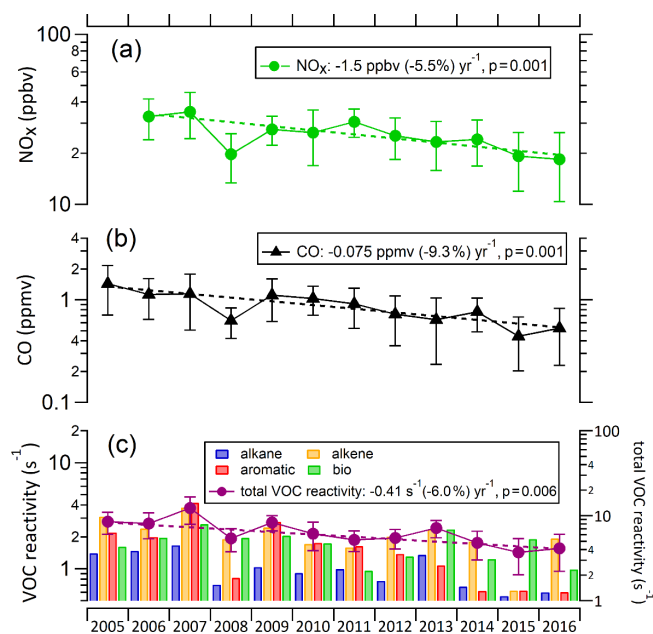 100
(a)
NOx: -1.5 ppbv (-5.5%) yr-1, p=0.001
NOx (ppbv)
4
2
10
(b)
4
CO: -0.075 ppmv (-9.3%) yr-1, p=0.001
2
CO (ppmv)
1
4
2
0.1
(c)
2
100
alkane
alkene
aromatic
bio
total VOC reactivity: -0.41 s-1(-6.0%) yr-1, p=0.006
VOC reactivity (s-1)
total VOC reactivity (s-1)
10
4
2
1
4
2
10
4
2
1
2005 2006 2007 2008 2009 2010 2011 2012 2013 2014 2015 2016